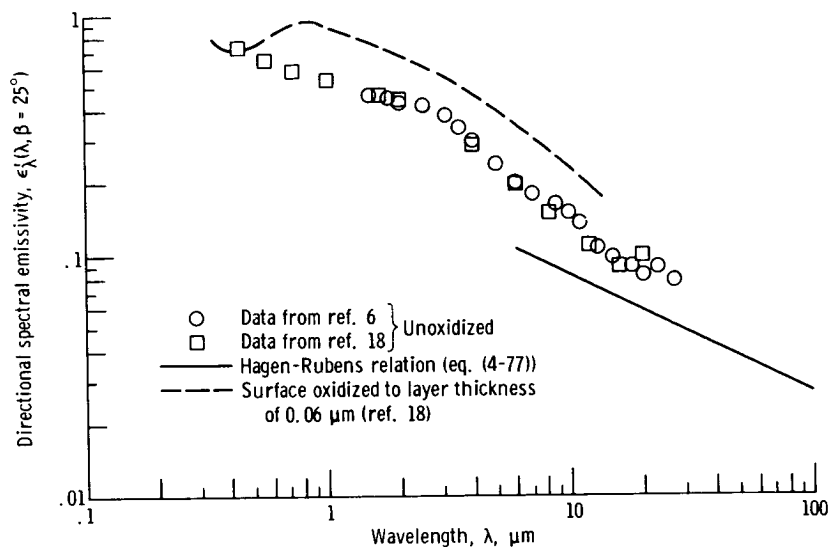 1
.1
.01
Directional spectral emissivity, ϵ′λ(λ, β = 25°)
Data from ref. 6
Data from ref. 18
Unoxidized
Hagen-Rubens relation (eq. (4-77))
Surface oxidized to layer thickness
of 0.06 μm (ref. 18)
.1
1
10
100
Wavelength, λ, μm